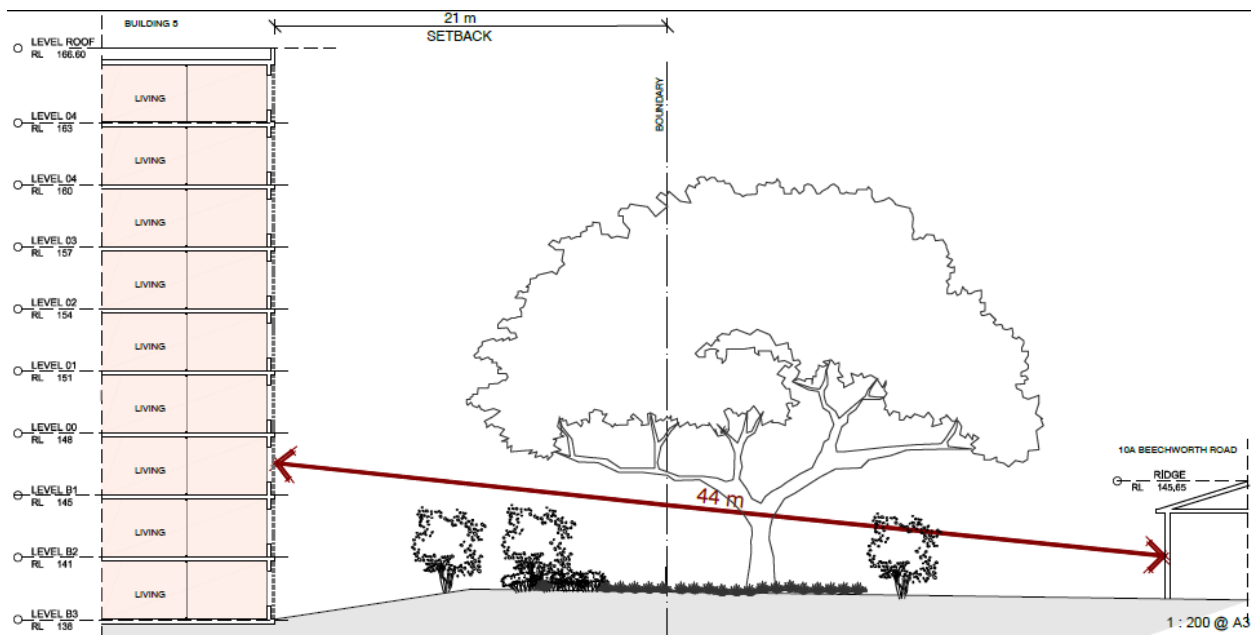 BUILDING 5
21 m
SETBACK
LEVEL ROOF
RL 166.60
LIVING
BOUNDARY
LEVEL 04
RL 163
LIVING
LEVEL 04
RL 160
LIVING
LEVEL 03
RL 157
LIVING
LEVEL 02
RL 154
LIVING
LEVEL 01
RL 151
LIVING
LEVEL 00
RL 148
LIVING
10A BEECHWORTH ROAD
RIDGE
RL 145,65
LEVEL B1
RL 145
44 m
LIVING
LEVEL B2
RL 141
LIVING
LEVEL B3
RL 138
1 : 200 @ A3